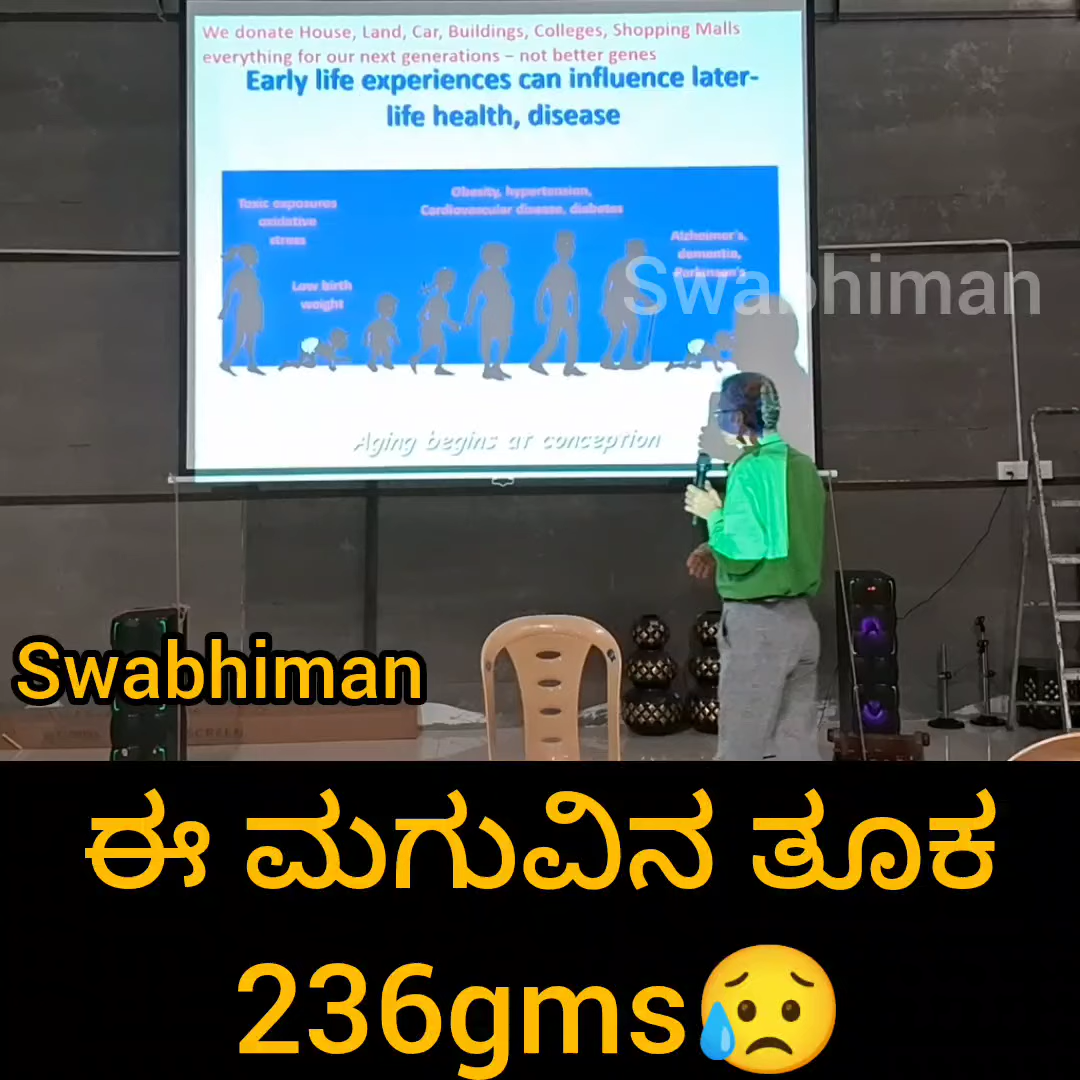 We donate House, Land, Car, Buildings, Colleges, Shopping Malls
everything for our next generations – not better genes
Early life experiences can influence later-
life health, disease
Toxic exposures
oxidative
stress
Low birth
weight
Obesity, hypertension,
Cardiovascular disease, diabetes
Alzheimer's,
dementia,
Parkinson's
Swabhiman
Aging begins at conception
Swabhiman
SCREEN
ಈ ಮಗುವಿನ ತೂಕ
236gms😥